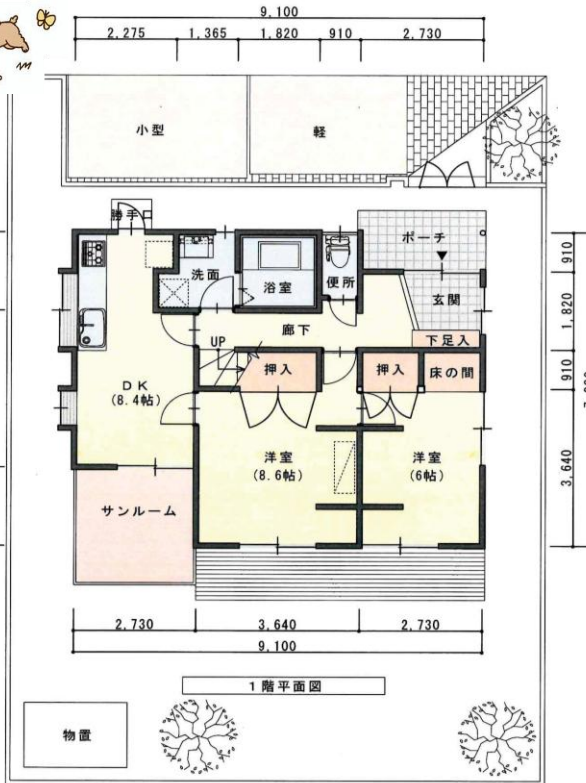 9,100
2,275 1,365 1,820 910 2,730
小型
軽
勝手
ポーチ
洗面
浴室
便所
玄関
910
廊下
1,820
UP
下足入
押入
押入
床の間
910
DK
(8.4帖)
洋室
(8.6帖)
洋室
(6帖)
3,640
サンルーム
2,730 3,640 2,730
9,100
1階平面図
物置